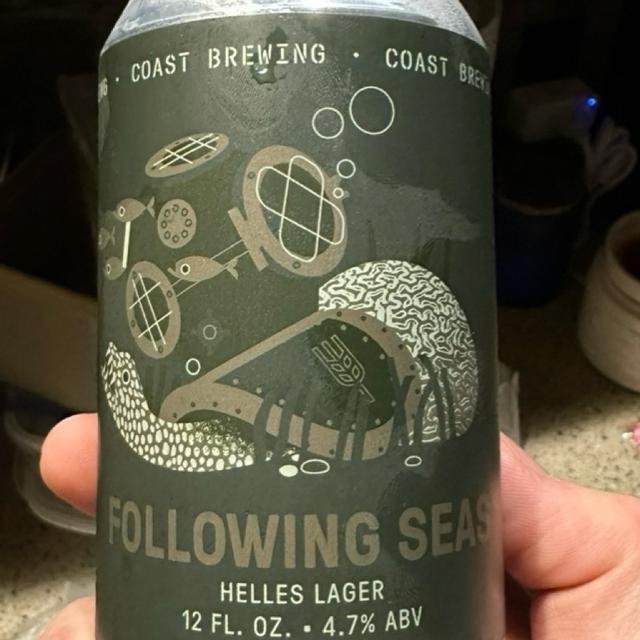 · COAST BREWING · COAST
FOLLOWING SEAS
HELLES LAGER
12 FL. OZ. ▪ 4.7% ABV